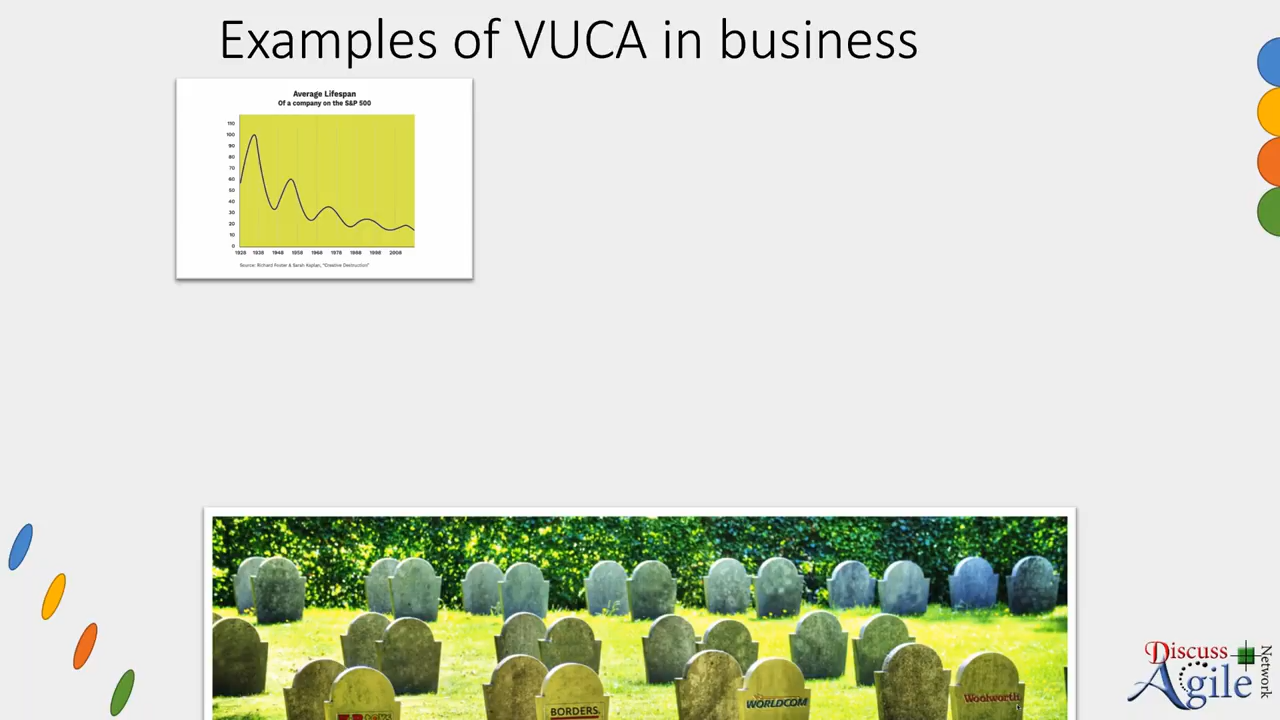 Examples of VUCA in business
Average Lifespan
Of a company on the S&P 500
110
100
90
80
70
60
50
40
30
20
10
0
1928 1938 1948 1958 1968 1978 1988 1998 2008
Source: Richard Foster & Sarah Kaplan, "Creative Destruction"
BORDERS.
WORLDCOM
Woolworth
Discuss
Agile
Network